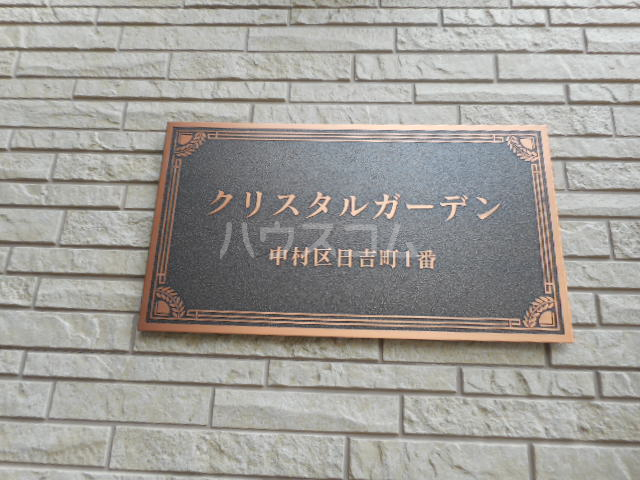 クリスタルガーデン
ハウスコム
中村区日吉町1番